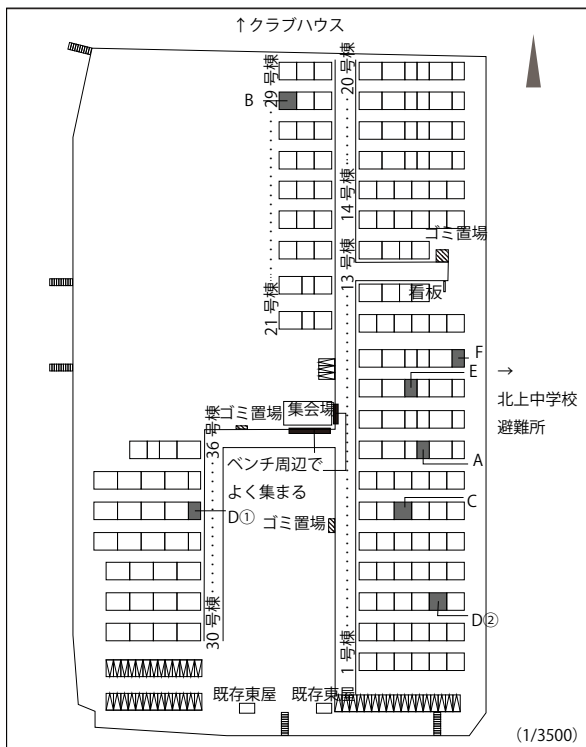 ↑クラブハウス
29号棟
20号棟
B
14号棟
ゴミ置場
13号棟
看板
21号棟
F
E
→
北上中学校
避難所
ゴミ置場
集会場
36号棟
ベンチ周辺で
よく集まる
A
C
D①
ゴミ置場
D②
30号棟
1号棟
既存東屋
既存東屋
(1/3500)